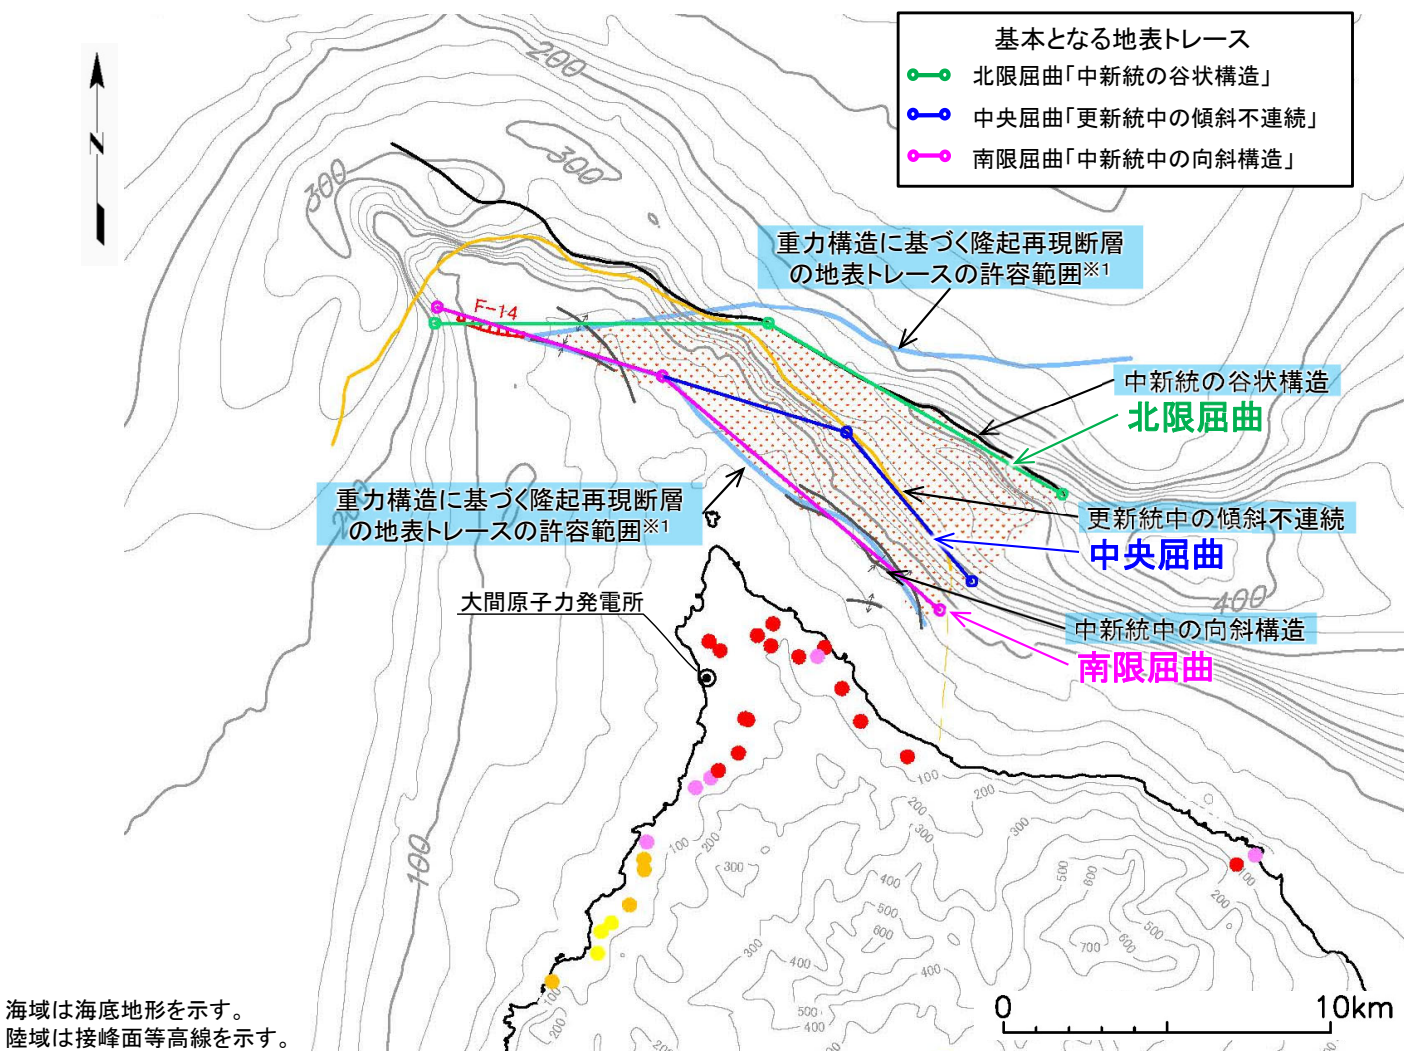 基本となる地表トレース
北限屈曲「中新統の谷状構造」
中央屈曲「更新統中の傾斜不連続」
南限屈曲「中新統中の向斜構造」
N
200
300
300
重力構造に基づく隆起再現断層
の地表トレースの許容範囲※1
F-14
中新統の谷状構造
北限屈曲
重力構造に基づく隆起再現断層
の地表トレースの許容範囲※1
200
更新統中の傾斜不連続
中央屈曲
400
大間原子力発電所
中新統中の向斜構造
南限屈曲
100
100
200
200
300
300
100
200
300
100
400
500
600
400
300
400
500
400
500
600
500
600
700
100
200
100
200
200
海域は海底地形を示す。
陸域は接峰面等高線を示す。
0
10km